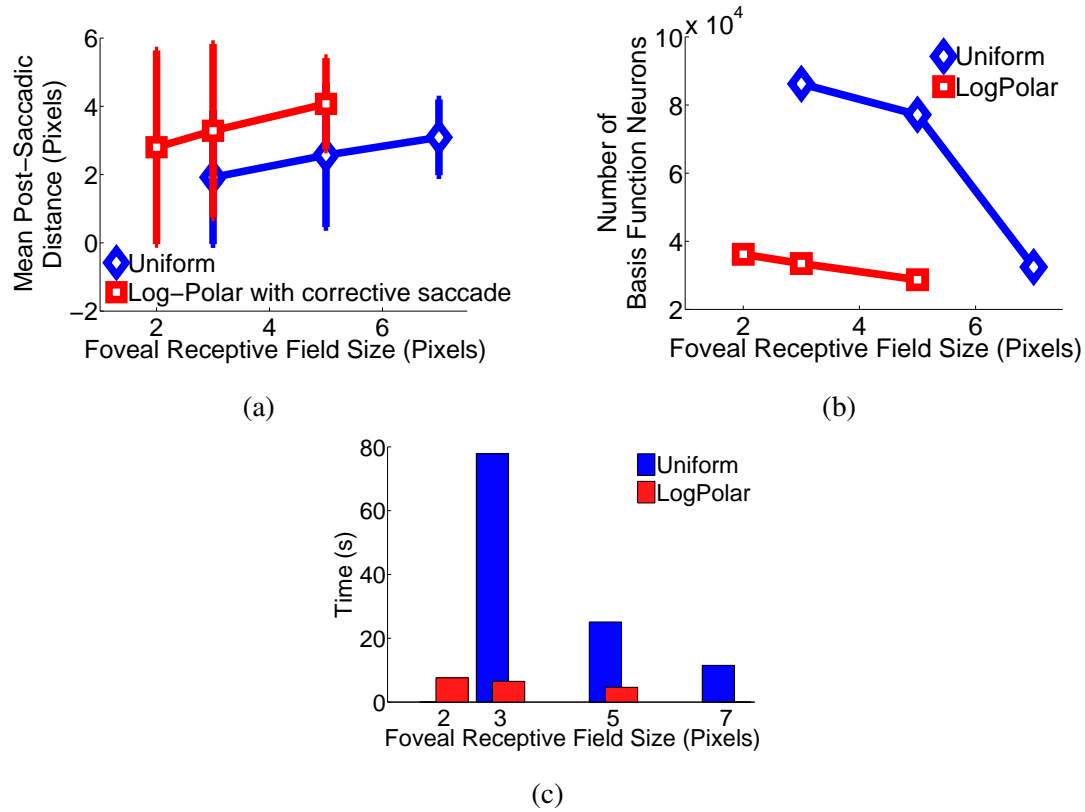 Mean Post-Saccadic
Distance (Pixels)
6
4
2
0
−2
Uniform
Log-Polar with corrective saccade
2 4 6
Foveal Receptive Field Size (Pixels)
(a)
Number of
Basis Function Neurons
x 10⁴
10
8
6
4
2
Uniform
LogPolar
2 4 6
Foveal Receptive Field Size (Pixels)
(b)
Time (s)
80
60
40
20
0
Uniform
LogPolar
2 3 5 7
Foveal Receptive Field Size (Pixels)
(c)